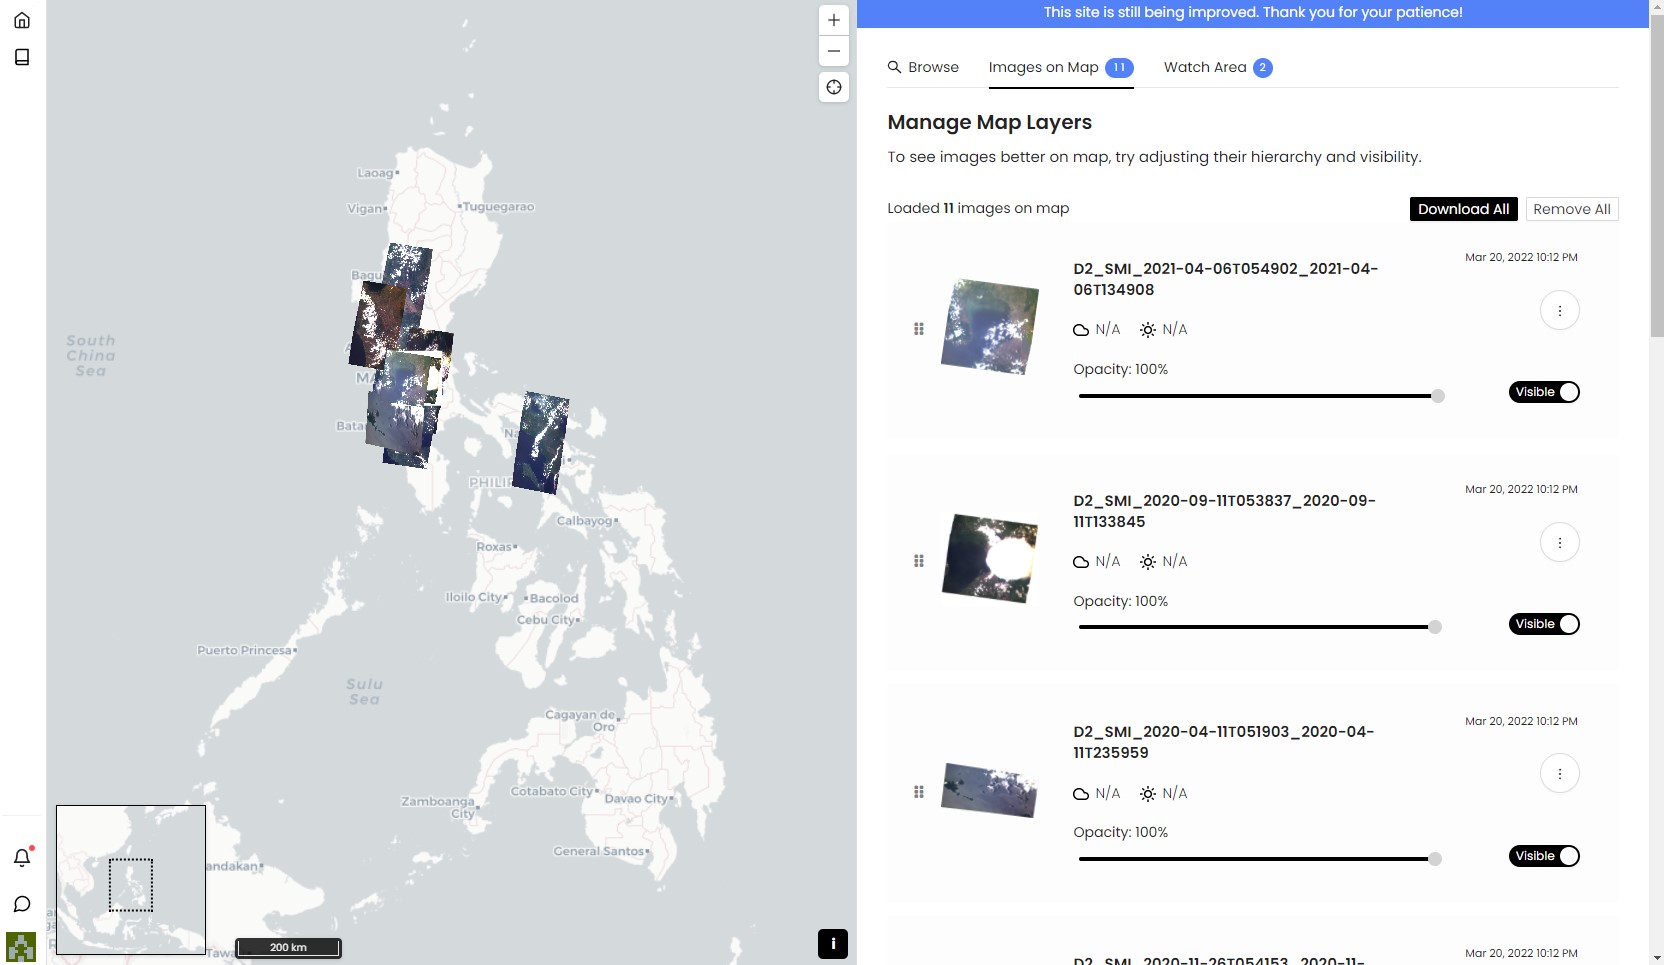 This site is still being improved. Thank you for your patience!
Browse
Images on Map 11
Watch Area 2
Manage Map Layers
To see images better on map, try adjusting their hierarchy and visibility.
Loaded 11 images on map
Download All
Remove All
Mar 20, 2022 10:12 PM
D2_SMI_2021-04-06T054902_2021-04-
06T134908
N/A N/A
Opacity: 100%
Visible
Mar 20, 2022 10:12 PM
D2_SMI_2020-09-11T053837_2020-09-
11T133845
N/A N/A
Opacity: 100%
Visible
Mar 20, 2022 10:12 PM
D2_SMI_2020-04-11T051903_2020-04-
11T235959
N/A N/A
Opacity: 100%
Visible
Mar 20, 2022 10:12 PM
D2_SMI_2020-11-26T054153_2020-11-
Laoag
Vigan
Tuguegarao
Bagu
South
China
Sea
MA
Bata
Na
PHILI
Calbayog
Roxas
Iloilo City
Bacolod
Cebu City
Puerto Princesa
Sulu
Sea
Cagayan de
Oro
Zamboanga
City
Cotabato City
Davao City
General Santos
andakan
Tawa
200 km
i